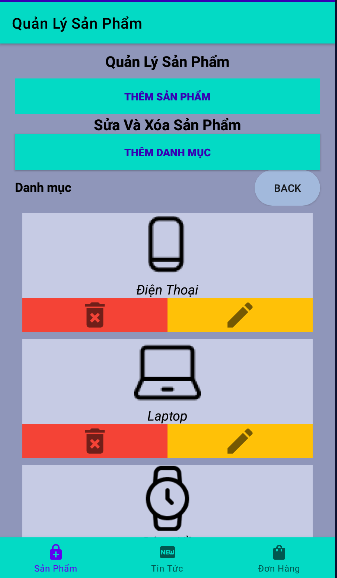 Quản Lý Sản Phẩm
Quản Lý Sản Phẩm
THÊM SẢN PHẨM
Sửa Và Xóa Sản Phẩm
THÊM DANH MỤC
Danh mục
BACK
Điện Thoại
Laptop
NEW
Sản Phẩm
Tin Tức
Đơn Hàng